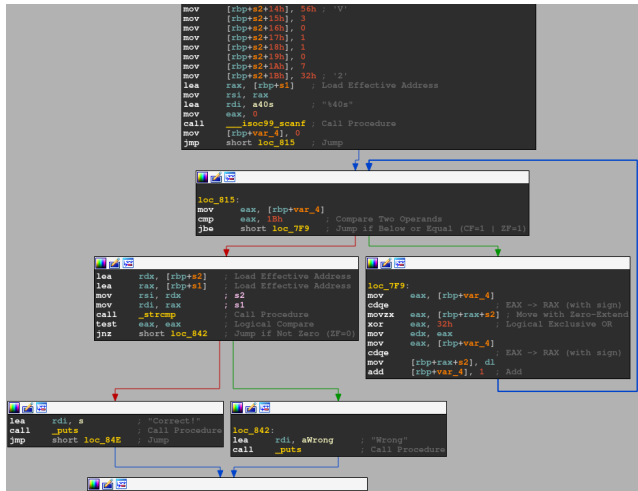 mov     [rbp+s2+14h], 56h ; 'V'
mov     [rbp+s2+15h], 3
mov     [rbp+s2+16h], 0
mov     [rbp+s2+17h], 1
mov     [rbp+s2+18h], 1
mov     [rbp+s2+19h], 0
mov     [rbp+s2+1Ah], 7
mov     [rbp+s2+1Bh], 32h ; '2'
lea     rax, [rbp+s1]   ; Load Effective Address
mov     rsi, rax
lea     rdi, a40s       ; "%40s"
mov     eax, 0
call    ___isoc99_scanf ; Call Procedure
mov     [rbp+var_4], 0
jmp     short loc_815   ; Jump
loc_815:
mov     eax, [rbp+var_4]
cmp     eax, 1Bh        ; Compare Two Operands
jbe     short loc_7F9   ; Jump if Below or Equal (CF=1 | ZF=1)
lea     rdx, [rbp+s2]   ; Load Effective Address
lea     rax, [rbp+s1]   ; Load Effective Address
mov     rsi, rdx        ; s2
mov     rdi, rax        ; s1
call    _strcmp         ; Call Procedure
test    eax, eax        ; Logical Compare
jnz     short loc_842   ; Jump if Not Zero (ZF=0)
loc_7F9:
mov     eax, [rbp+var_4]
cdqe                    ; EAX -> RAX (with sign)
movzx   eax, [rbp+rax+s2] ; Move with Zero-Extend
xor     eax, 32h        ; Logical Exclusive OR
mov     edx, eax
mov     eax, [rbp+var_4]
cdqe                    ; EAX -> RAX (with sign)
mov     [rbp+rax+s2], dl
add     [rbp+var_4], 1  ; Add
lea     rdi, s          ; "Correct!"
call    _puts           ; Call Procedure
jmp     short loc_84E   ; Jump
loc_842:
lea     rdi, aWrong     ; "Wrong"
call    _puts           ; Call Procedure